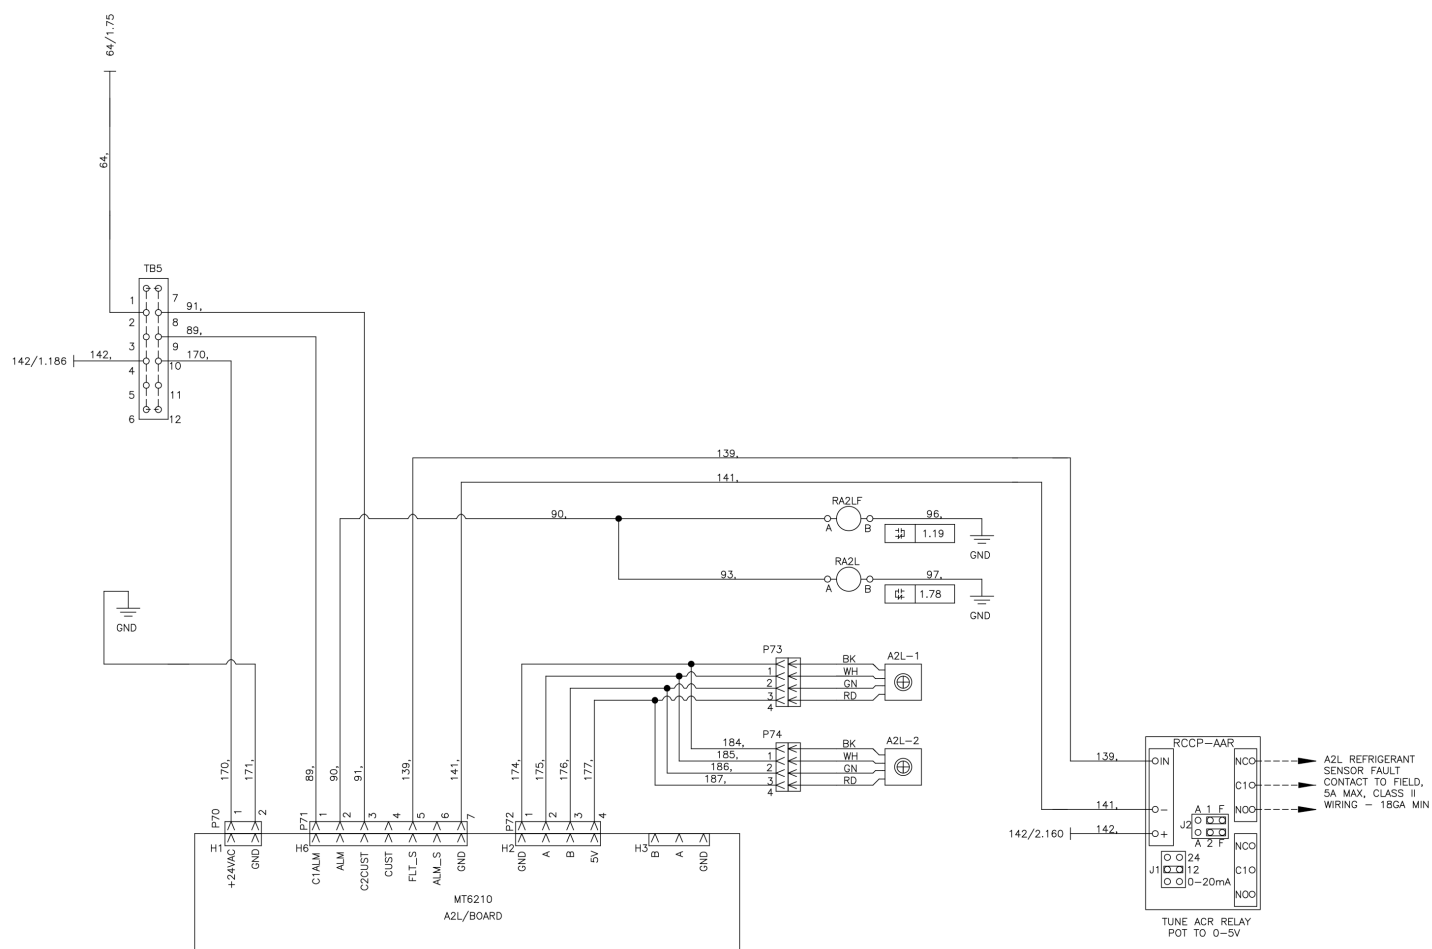 64/1.75
64,
TB5
1
7
91,
2
8
89,
3
9
142/1.186
142,
170,
4
10
5
11
6
12
139,
141,
RA2LF
90,
A
B
96,
1.19
GND
RA2L
93,
A
B
97,
1.78
GND
GND
P73
A2L-1
BK
1
WH
2
GN
3
RD
4
P74
A2L-2
184,
BK
185,
1
WH
186,
2
GN
187,
3
RD
4
170,
171,
89,
90,
91,
139,
141,
174,
175,
176,
177,
P70
1
2
P71
1
2
3
4
5
6
7
P72
1
2
3
4
H1
+24VAC
GND
H6
C1ALM
ALM
C2CUST
CUST
FLT_S
ALM_S
GND
H2
GND
A
B
5V
H3
B
A
GND
MT6210
A2L/BOARD
RCCP-AAR
139,
IN
NC
C1
NO
141,
-
142/2.160
142,
+
A 1 F
J2
A 2 F
NC
C1
NO
24
J1
12
0-20mA
A2L REFRIGERANT
SENSOR FAULT
CONTACT TO FIELD,
5A MAX, CLASS II
WIRING - 18GA MIN
TUNE ACR RELAY
POT TO 0-5V